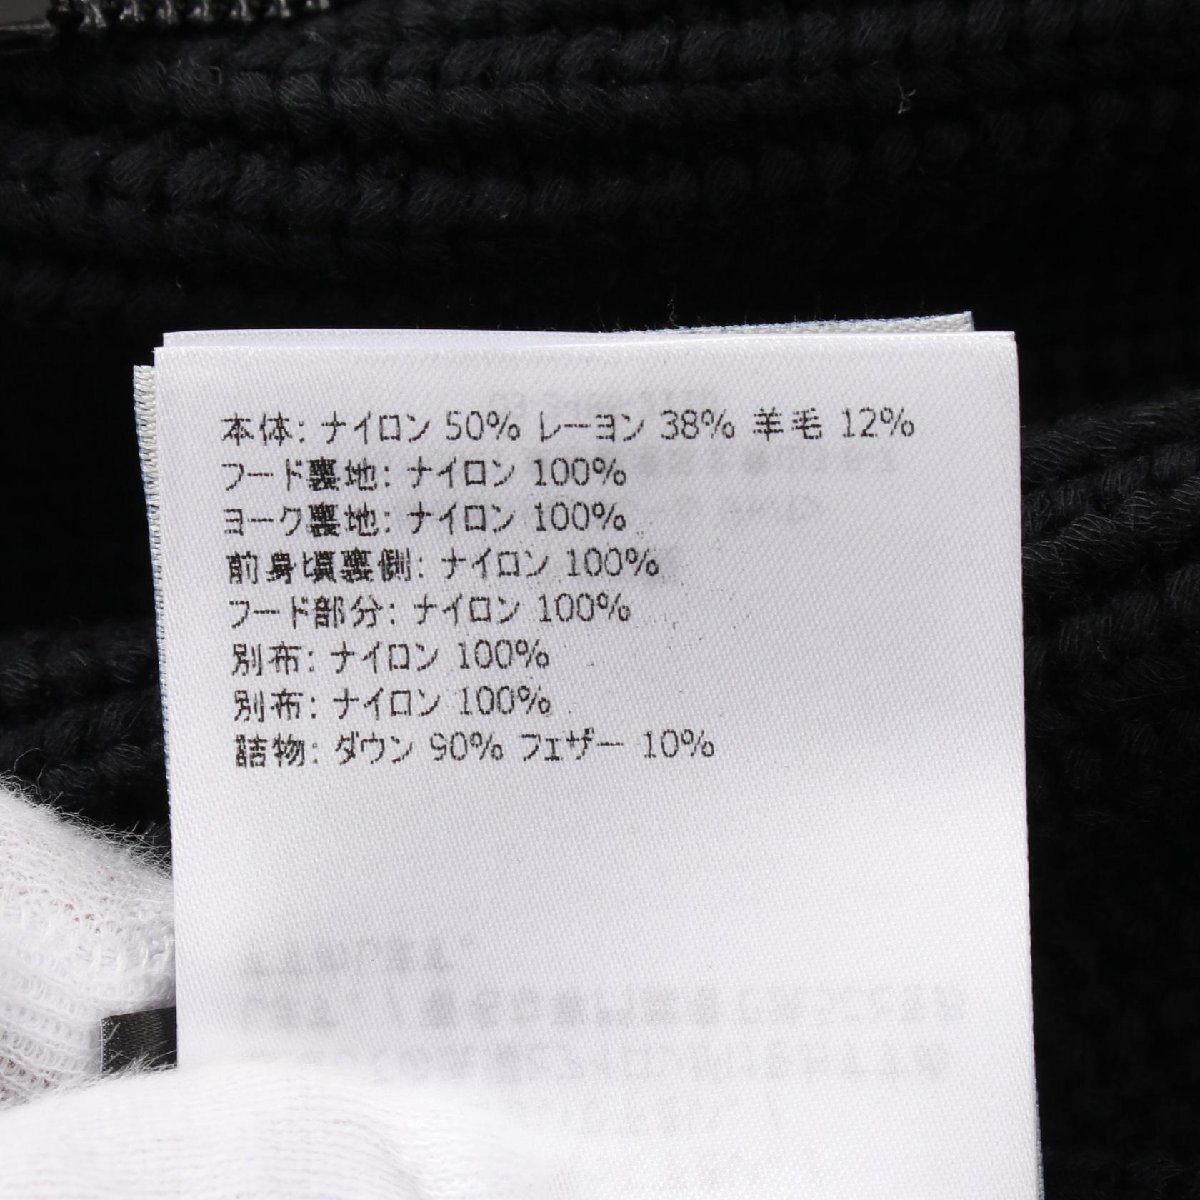 本体: ナイロン 50% レーヨン 38% 羊毛 12%
フード裏地: ナイロン 100%
ヨーク裏地: ナイロン 100%
前身頃裏側: ナイロン 100%
フード部分: ナイロン 100%
別布: ナイロン 100%
別布: ナイロン 100%
詰物: ダウン 90% フェザー 10%